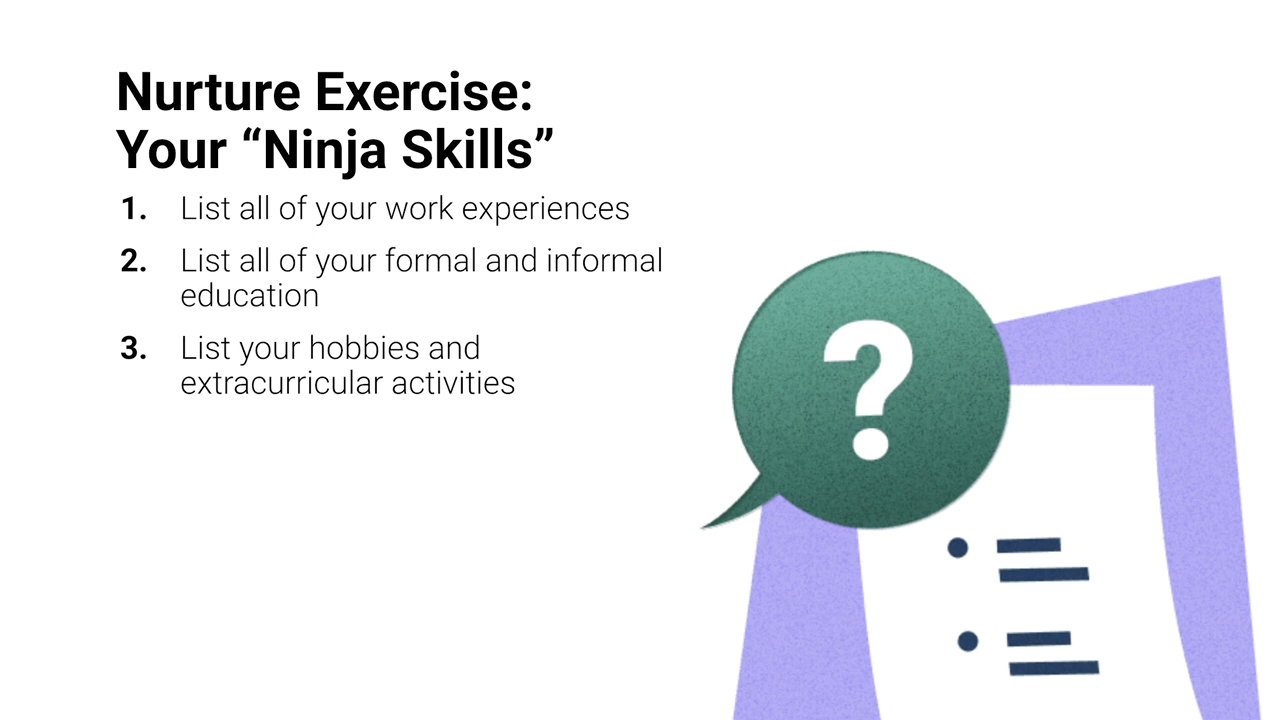 Nurture Exercise:
Your “Ninja Skills”
1. List all of your work experiences
2. List all of your formal and informal
education
3. List your hobbies and
extracurricular activities
?